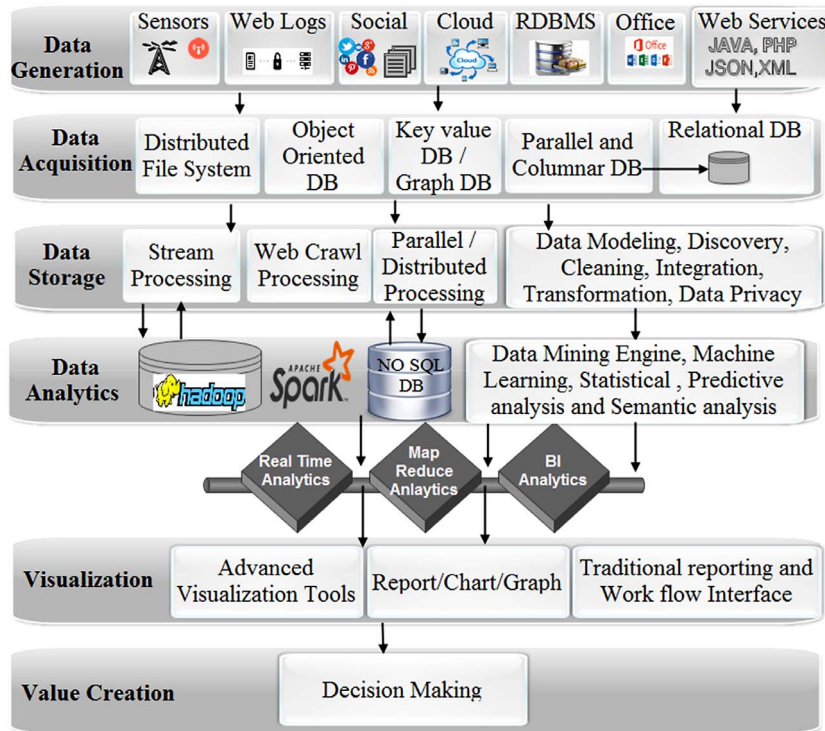 Data
Generation
Sensors
Web Logs
Social
Cloud
Cloud
RDBMS
Office
Office
Web Services
JAVA, PHP
JSON,XML
Data
Acquisition
Distributed
File System
Object
Oriented
DB
Key value
DB /
Graph DB
Parallel and
Columnar DB
Relational DB
Data
Storage
Stream
Processing
Web Crawl
Processing
Parallel /
Distributed
Processing
Data Modeling, Discovery,
Cleaning, Integration,
Transformation, Data Privacy
Data
Analytics
hadoop
APACHE
Spark
NO SQL
DB
Data Mining Engine, Machine
Learning, Statistical , Predictive
analysis and Semantic analysis
Real Time
Analytics
Map
Reduce
Anlaytics
BI
Analytics
Visualization
Advanced
Visualization Tools
Report/Chart/Graph
Traditional reporting and
Work flow Interface
Value Creation
Decision Making